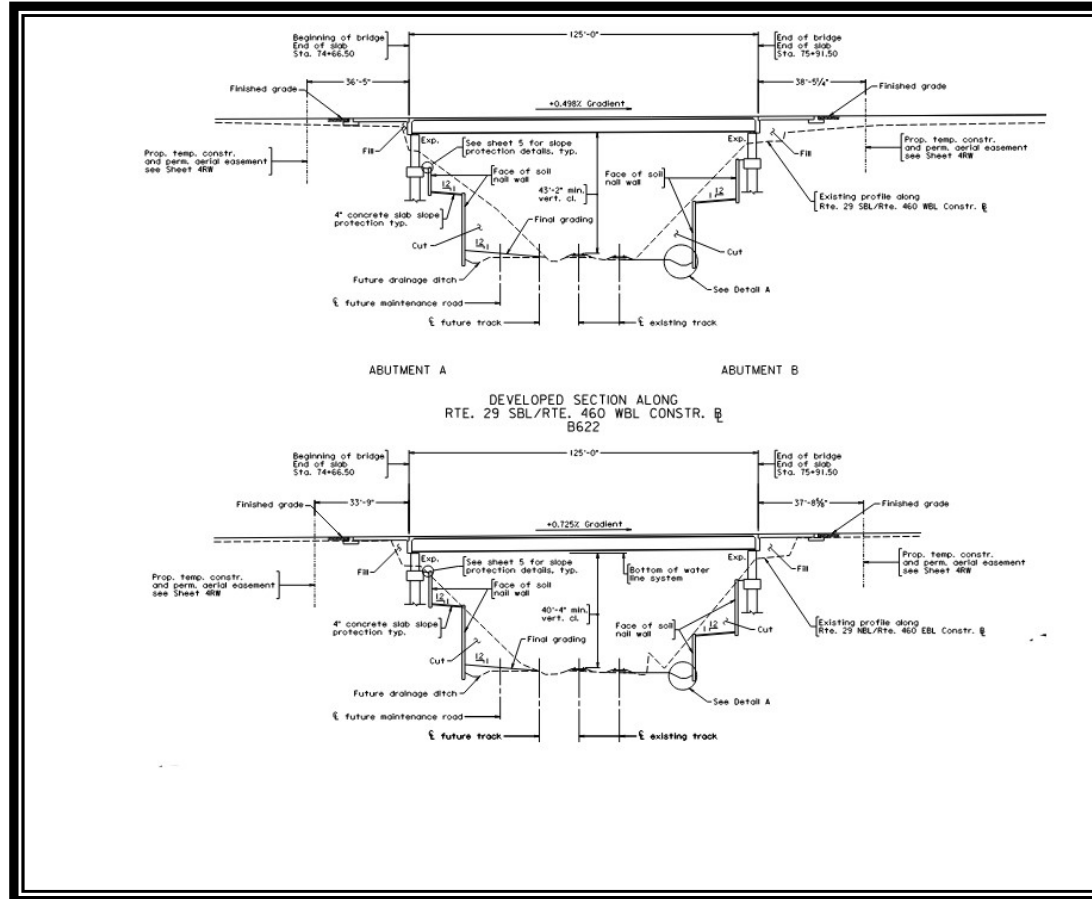 Beginning of bridge
End of slab
Sta. 74+66.50
125'-0"
End of bridge
End of slab
Sta. 75+91.50
36'-5"
38'-5¼"
Finished grade
+0.498% Gradient
Finished grade
Prop. temp. constr.
and perm. aerial easement
see Sheet 4RW
Fill
Exp.
See sheet 5 for slope
protection details, typ.
Exp.
Fill
Prop. temp. constr.
and perm. aerial easement
see Sheet 4RW
Face of soil
nail wall
43'-2" min.
vert. cl.
Face of soil
nail wall
12
1
12
1
Existing profile along
Rte. 29 SBL/Rte. 460 WBL Constr. ℄
4" concrete slab slope
protection typ.
Final grading
Cut
12
1
Cut
Future drainage ditch
See Detail A
℄ future maintenance road
℄ future track
℄ existing track
ABUTMENT A
ABUTMENT B
DEVELOPED SECTION ALONG
RTE. 29 SBL/RTE. 460 WBL CONSTR. ℄
B622
Beginning of bridge
End of slab
Sta. 74+66.50
125'-0"
End of bridge
End of slab
Sta. 75+91.50
33'-9"
37'-8⅝"
Finished grade
+0.725% Gradient
Finished grade
Prop. temp. constr.
and perm. aerial easement
see Sheet 4RW
Fill
Exp.
See sheet 5 for slope
protection details, typ.
Bottom of water
line system
Exp.
Fill
Prop. temp. constr.
and perm. aerial easement
see Sheet 4RW
Face of soil
nail wall
40'-4" min.
vert. cl.
Face of soil
nail wall
12
1
12
1
Cut
Existing profile along
Rte. 29 NBL/Rte. 460 EBL Constr. ℄
4" concrete slab slope
protection typ.
Final grading
Cut
12
1
Future drainage ditch
See Detail A
℄ future maintenance road
℄ future track
℄ existing track